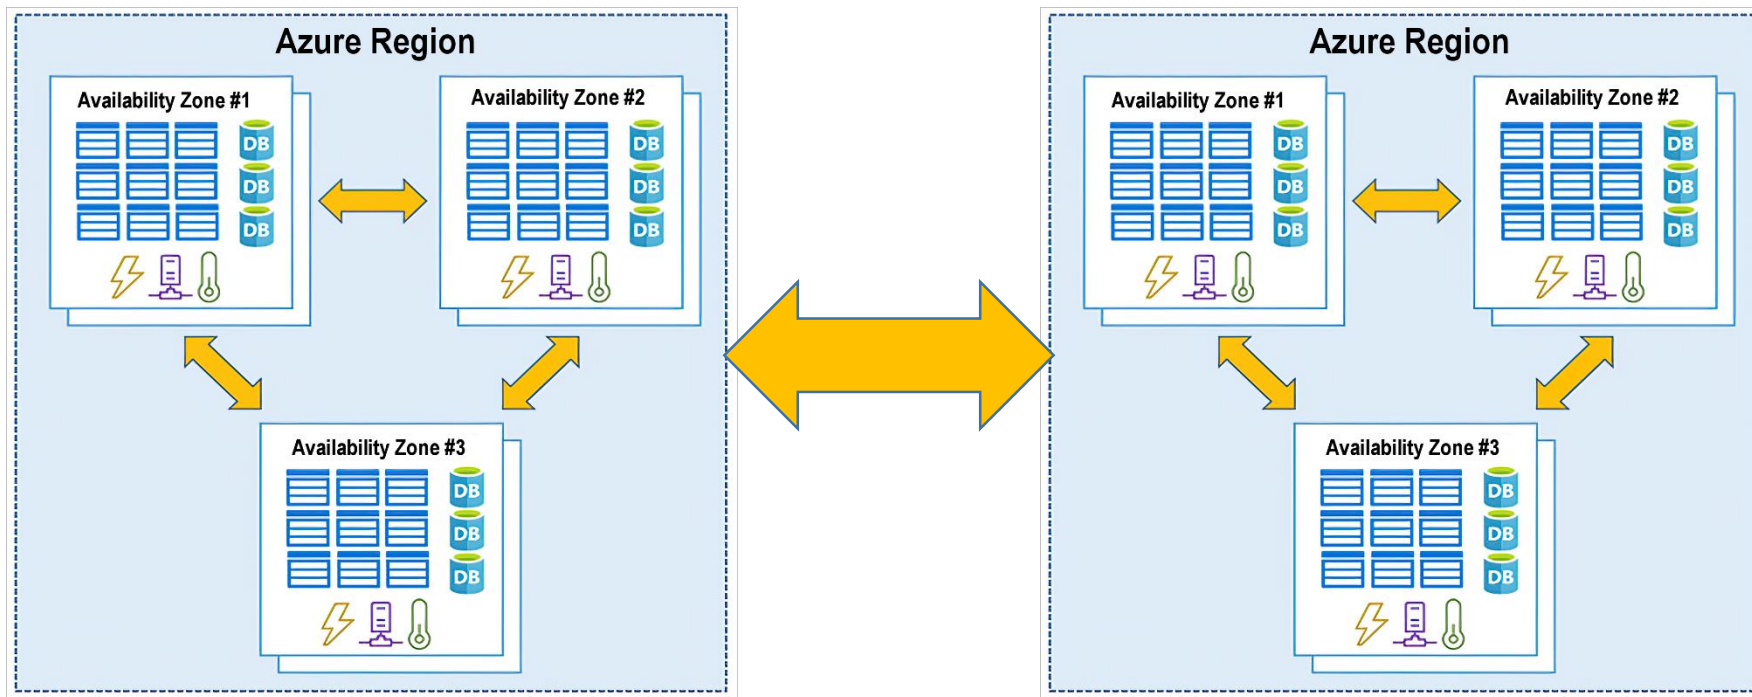 Azure Region
Availability Zone #1
DB
DB
DB
Availability Zone #2
DB
DB
DB
Availability Zone #3
DB
DB
DB
Azure Region
Availability Zone #1
DB
DB
DB
Availability Zone #2
DB
DB
DB
Availability Zone #3
DB
DB
DB